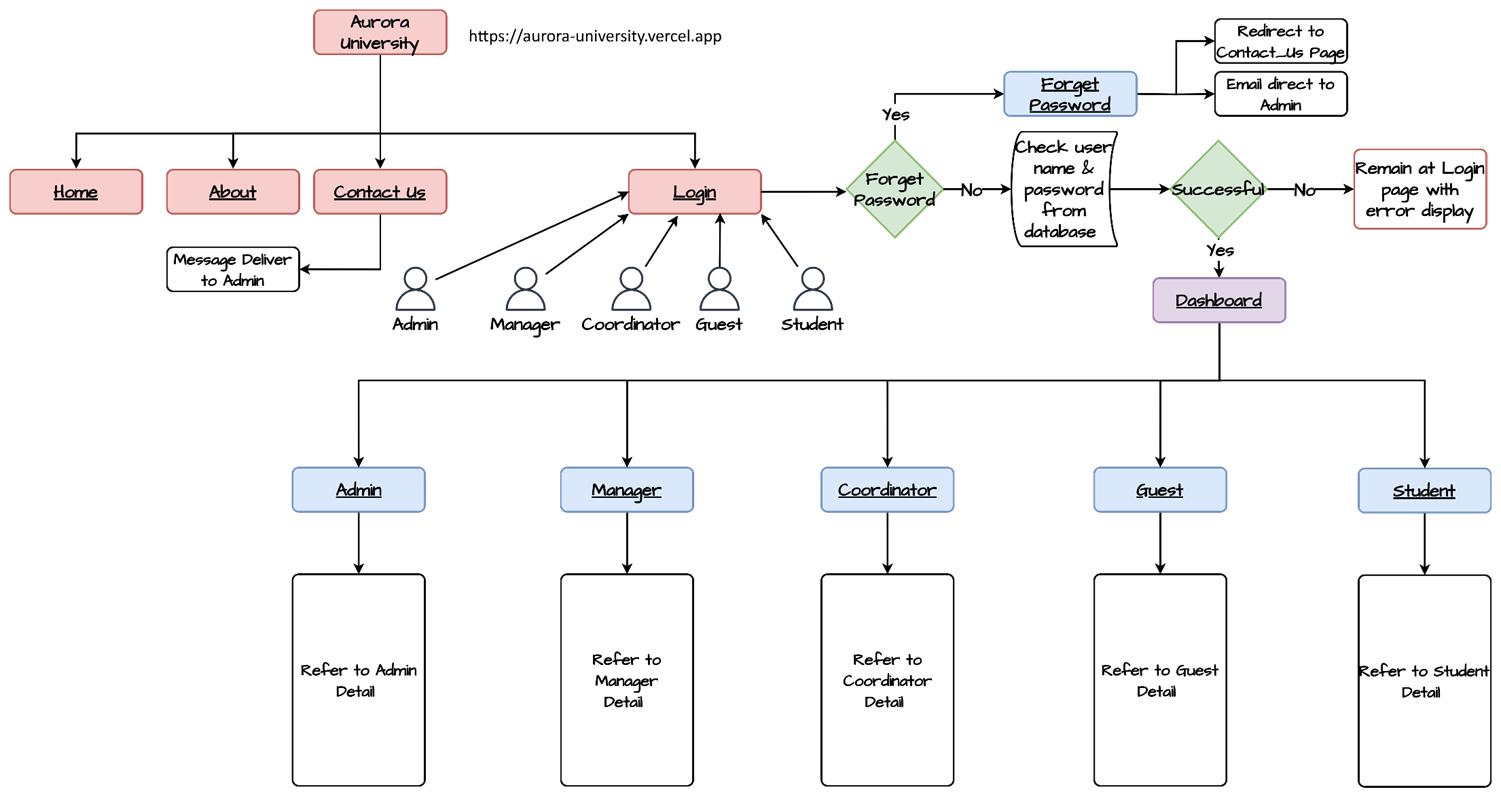 Aurora
University
https://aurora-university.vercel.app
Redirect to
Contact_Us Page
Forget
Password
Email direct to
Admin
Yes
Home
About
Contact Us
Login
Forget
Password
No
Check user
name &
password
from
database
Successful
No
Remain at Login
page with
error display
Message Deliver
to Admin
Yes
Dashboard
Admin
Manager
Coordinator
Guest
Student
Admin
Manager
Coordinator
Guest
Student
Refer to Admin
Detail
Refer to
Manager
Detail
Refer to
Coordinator
Detail
Refer to Guest
Detail
Refer to Student
Detail